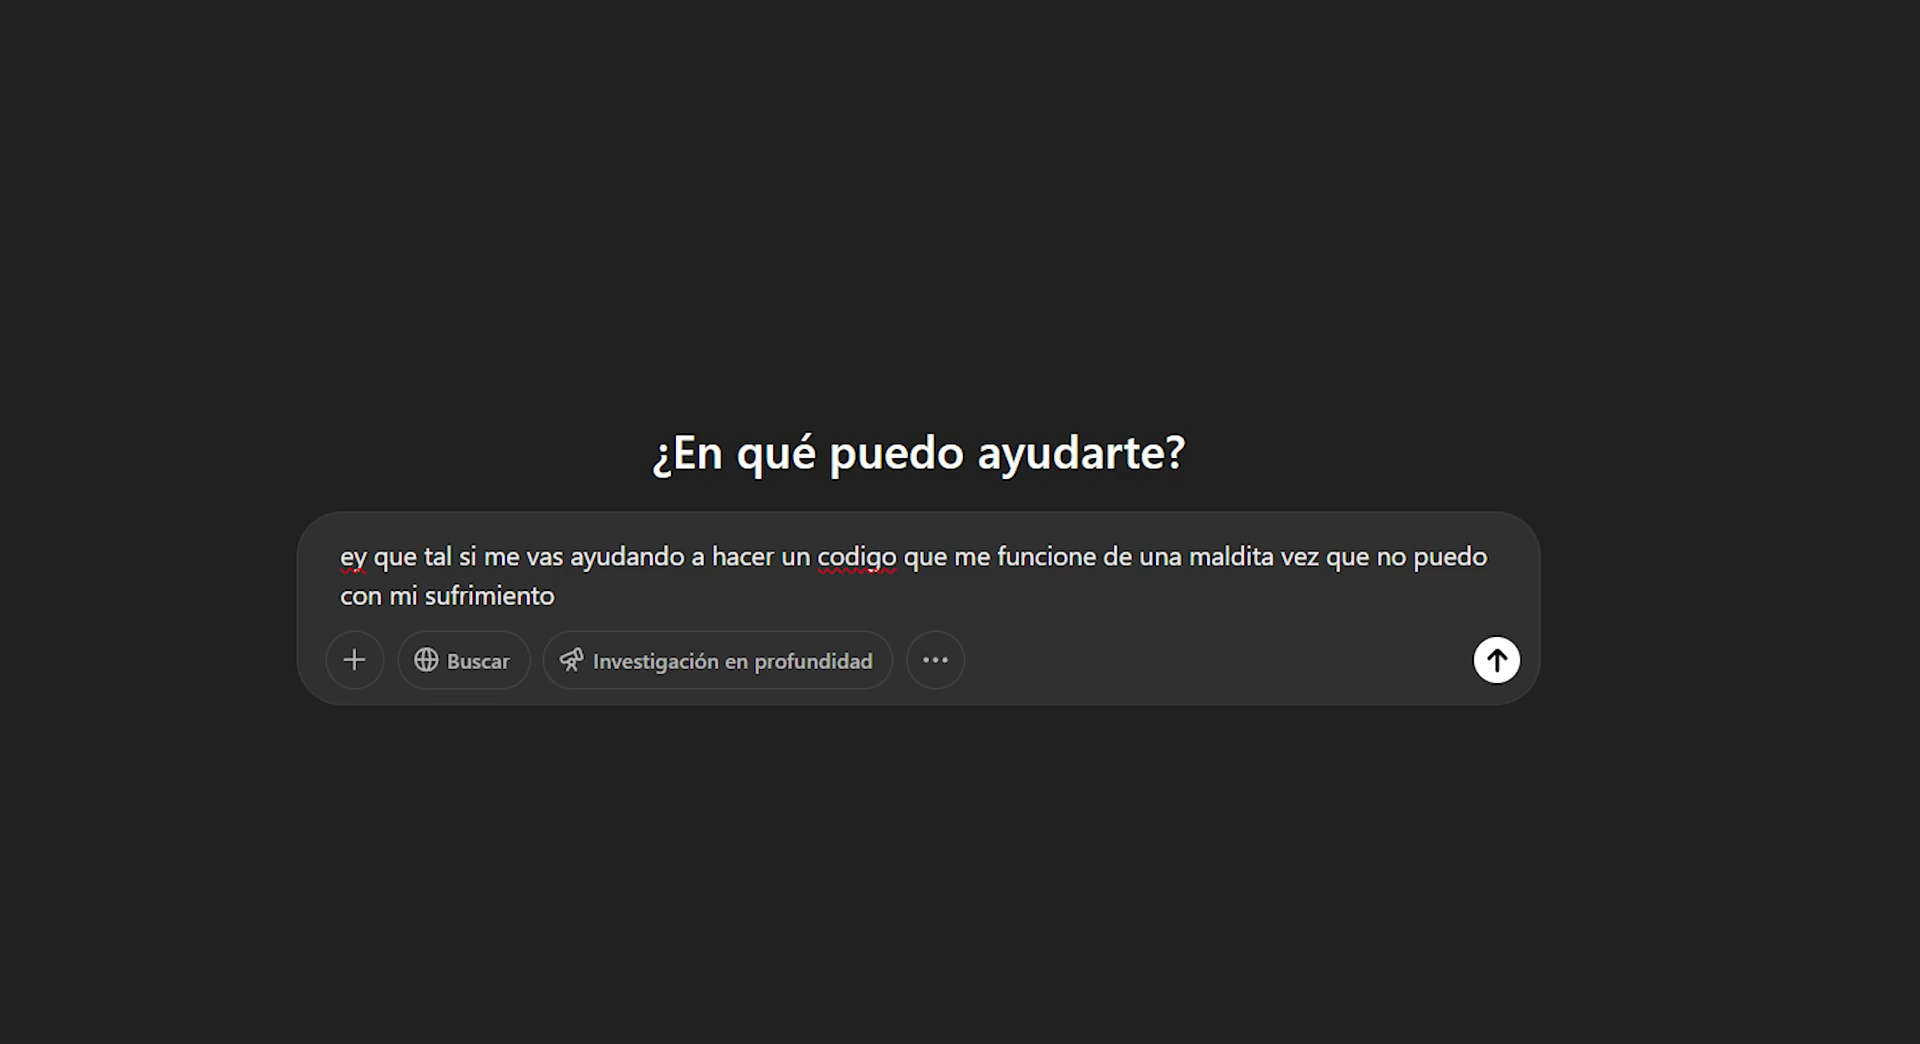 ¿En qué puedo ayudarte?
ey que tal si me vas ayudando a hacer un codigo que me funcione de una maldita vez que no puedo
con mi sufrimiento
Buscar Investigación en profundidad